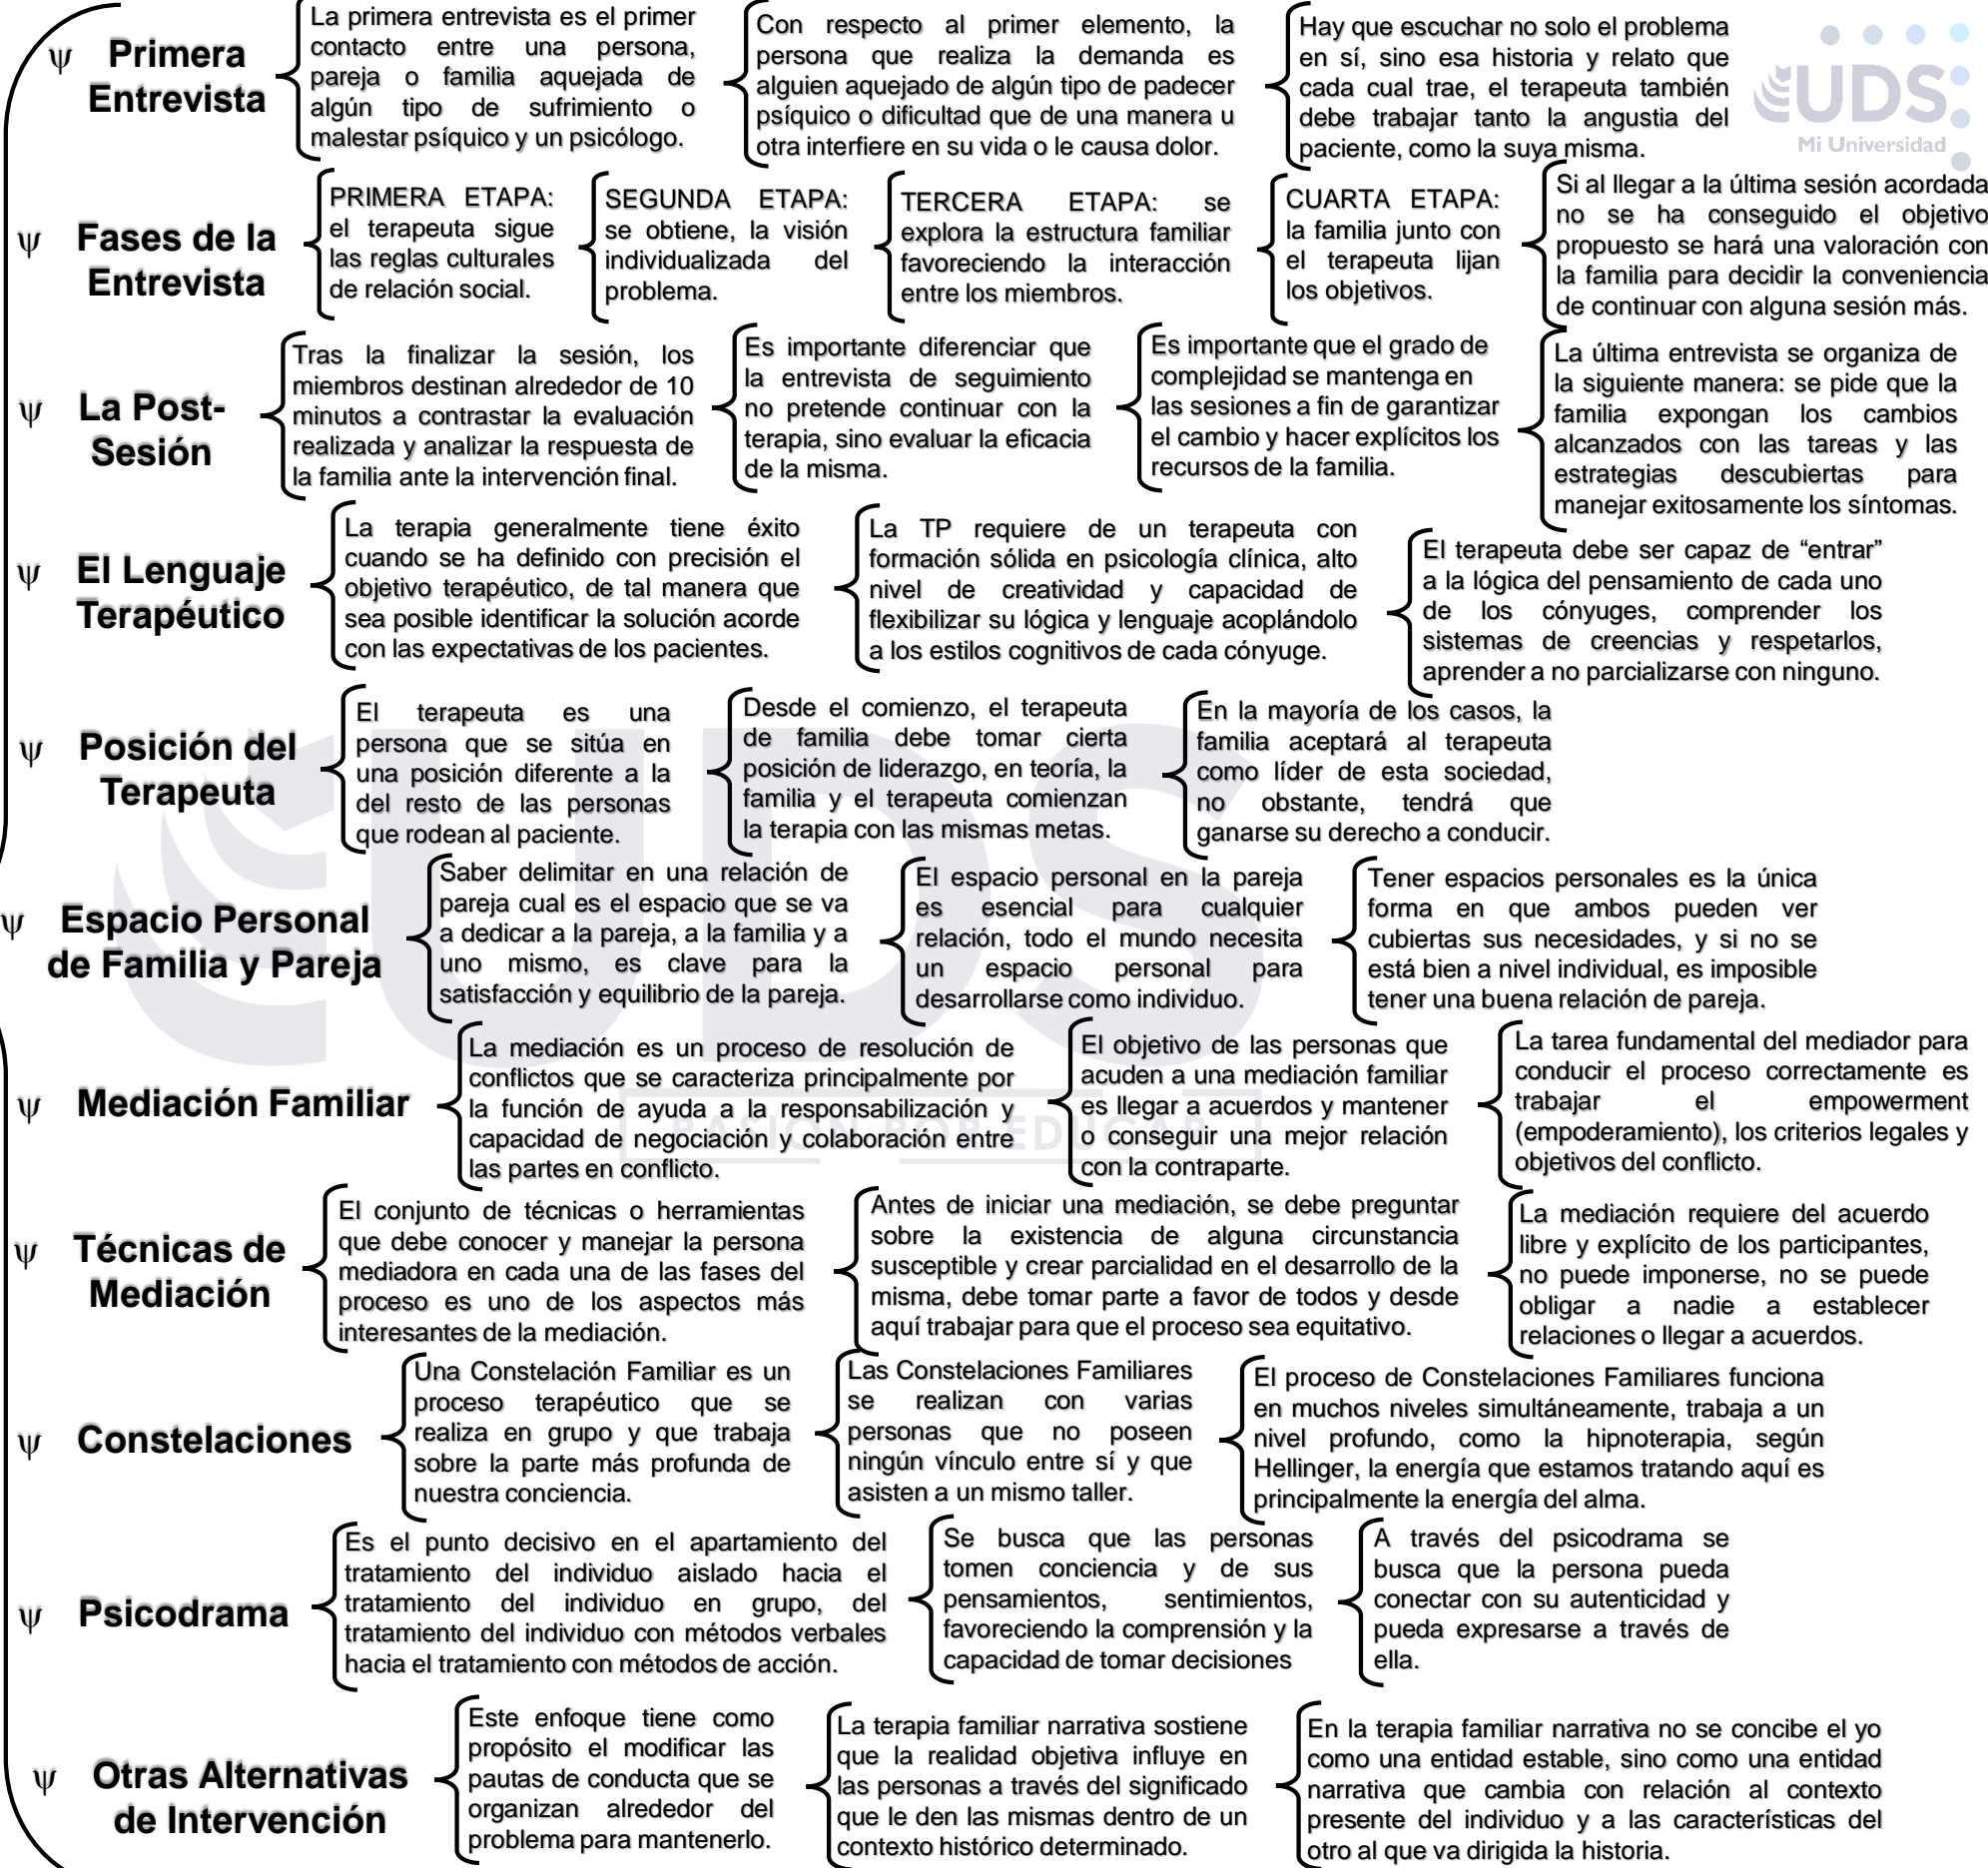 ψ Primera
Entrevista
La primera entrevista es el primer
contacto entre una persona,
pareja o familia aquejada de
algún tipo de sufrimiento o
malestar psíquico y un psicólogo.
Con respecto al primer elemento, la
persona que realiza la demanda es
alguien aquejado de algún tipo de padecer
psíquico o dificultad que de una manera u
otra interfiere en su vida o le causa dolor.
Hay que escuchar no solo el problema
en sí, sino esa historia y relato que
cada cual trae, el terapeuta también
debe trabajar tanto la angustia del
paciente, como la suya misma.
UDS
Mi Universidad
ψ Fases de la
Entrevista
PRIMERA ETAPA:
el terapeuta sigue
las reglas culturales
de relación social.
SEGUNDA ETAPA:
se obtiene, la visión
individualizada del
problema.
TERCERA ETAPA: se
explora la estructura familiar
favoreciendo la interacción
entre los miembros.
CUARTA ETAPA:
la familia junto con
el terapeuta lijan
los objetivos.
Si al llegar a la última sesión acordada
no se ha conseguido el objetivo
propuesto se hará una valoración con
la familia para decidir la conveniencia
de continuar con alguna sesión más.
ψ La Post-
Sesión
Tras la finalizar la sesión, los
miembros destinan alrededor de 10
minutos a contrastar la evaluación
realizada y analizar la respuesta de
la familia ante la intervención final.
Es importante diferenciar que
la entrevista de seguimiento
no pretende continuar con la
terapia, sino evaluar la eficacia
de la misma.
Es importante que el grado de
complejidad se mantenga en
las sesiones a fin de garantizar
el cambio y hacer explícitos los
recursos de la familia.
La última entrevista se organiza de
la siguiente manera: se pide que la
familia expongan los cambios
alcanzados con las tareas y las
estrategias descubiertas para
manejar exitosamente los síntomas.
ψ El Lenguaje
Terapéutico
La terapia generalmente tiene éxito
cuando se ha definido con precisión el
objetivo terapéutico, de tal manera que
sea posible identificar la solución acorde
con las expectativas de los pacientes.
La TP requiere de un terapeuta con
formación sólida en psicología clínica, alto
nivel de creatividad y capacidad de
flexibilizar su lógica y lenguaje acoplándolo
a los estilos cognitivos de cada cónyuge.
El terapeuta debe ser capaz de “entrar”
a la lógica del pensamiento de cada uno
de los cónyuges, comprender los
sistemas de creencias y respetarlos,
aprender a no parcializarse con ninguno.
ψ Posición del
Terapeuta
El terapeuta es una
persona que se sitúa en
una posición diferente a la
del resto de las personas
que rodean al paciente.
Desde el comienzo, el terapeuta
de familia debe tomar cierta
posición de liderazgo, en teoría, la
familia y el terapeuta comienzan
la terapia con las mismas metas.
En la mayoría de los casos, la
familia aceptará al terapeuta
como líder de esta sociedad,
no obstante, tendrá que
ganarse su derecho a conducir.
ψ Espacio Personal
de Familia y Pareja
Saber delimitar en una relación de
pareja cual es el espacio que se va
a dedicar a la pareja, a la familia y a
uno mismo, es clave para la
satisfacción y equilibrio de la pareja.
El espacio personal en la pareja
es esencial para cualquier
relación, todo el mundo necesita
un espacio personal para
desarrollarse como individuo.
Tener espacios personales es la única
forma en que ambos pueden ver
cubiertas sus necesidades, y si no se
está bien a nivel individual, es imposible
tener una buena relación de pareja.
ψ Mediación Familiar
La mediación es un proceso de resolución de
conflictos que se caracteriza principalmente por
la función de ayuda a la responsabilización y
capacidad de negociación y colaboración entre
las partes en conflicto.
El objetivo de las personas que
acuden a una mediación familiar
es llegar a acuerdos y mantener
o conseguir una mejor relación
con la contraparte.
La tarea fundamental del mediador para
conducir el proceso correctamente es
trabajar el empowerment
(empoderamiento), los criterios legales y
objetivos del conflicto.
UDS
PASIÓN POR EDUCAR
ψ Técnicas de
Mediación
El conjunto de técnicas o herramientas
que debe conocer y manejar la persona
mediadora en cada una de las fases del
proceso es uno de los aspectos más
interesantes de la mediación.
Antes de iniciar una mediación, se debe preguntar
sobre la existencia de alguna circunstancia
susceptible y crear parcialidad en el desarrollo de la
misma, debe tomar parte a favor de todos y desde
aquí trabajar para que el proceso sea equitativo.
La mediación requiere del acuerdo
libre y explícito de los participantes,
no puede imponerse, no se puede
obligar a nadie a establecer
relaciones o llegar a acuerdos.
ψ Constelaciones
Una Constelación Familiar es un
proceso terapéutico que se
realiza en grupo y que trabaja
sobre la parte más profunda de
nuestra conciencia.
Las Constelaciones Familiares
se realizan con varias
personas que no poseen
ningún vínculo entre sí y que
asisten a un mismo taller.
El proceso de Constelaciones Familiares funciona
en muchos niveles simultáneamente, trabaja a un
nivel profundo, como la hipnoterapia, según
Hellinger, la energía que estamos tratando aquí es
principalmente la energía del alma.
ψ Psicodrama
Es el punto decisivo en el apartamiento del
tratamiento del individuo aislado hacia el
tratamiento del individuo en grupo, del
tratamiento del individuo con métodos verbales
hacia el tratamiento con métodos de acción.
Se busca que las personas
tomen conciencia y de sus
pensamientos, sentimientos,
favoreciendo la comprensión y la
capacidad de tomar decisiones
A través del psicodrama se
busca que la persona pueda
conectar con su autenticidad y
pueda expresarse a través de
ella.
ψ Otras Alternativas
de Intervención
Este enfoque tiene como
propósito el modificar las
pautas de conducta que se
organizan alrededor del
problema para mantenerlo.
La terapia familiar narrativa sostiene
que la realidad objetiva influye en
las personas a través del significado
que le den las mismas dentro de un
contexto histórico determinado.
En la terapia familiar narrativa no se concibe el yo
como una entidad estable, sino como una entidad
narrativa que cambia con relación al contexto
presente del individuo y a las características del
otro al que va dirigida la historia.